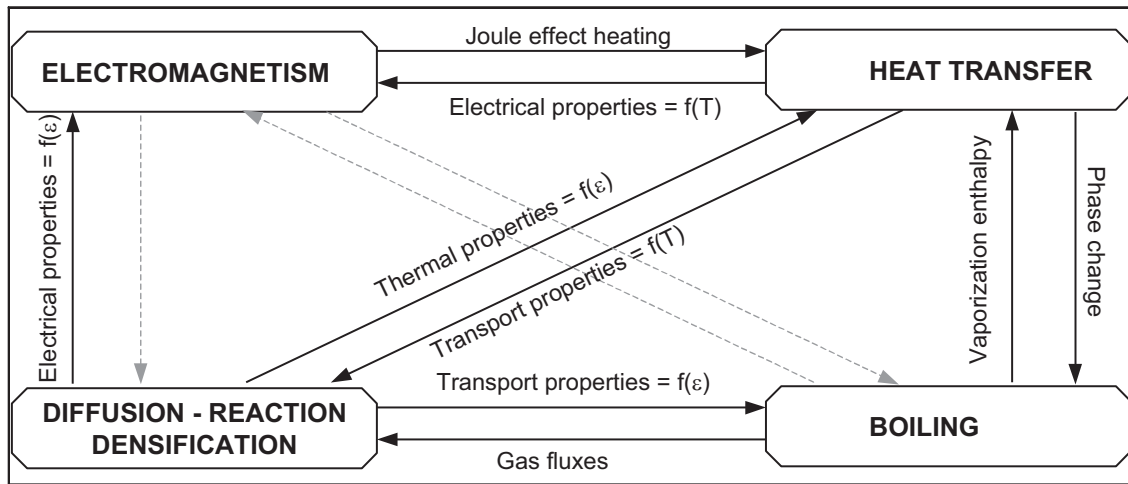 Joule effect heating
ELECTROMAGNETISM
HEAT TRANSFER
Electrical properties = f(T)
Electrical properties = f(ε)
Thermal properties = f(ε)
Transport properties = f(T)
Vaporization enthalpy
Phase change
Transport properties = f(ε)
DIFFUSION - REACTION
DENSIFICATION
BOILING
Gas fluxes